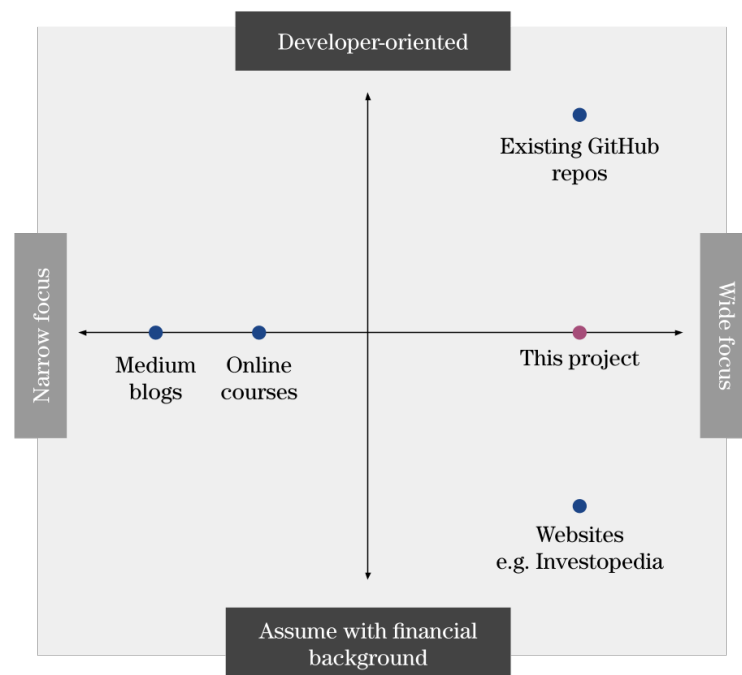 Developer-oriented
Existing GitHub
repos
Narrow focus
Wide focus
Medium
blogs
Online
courses
This project
Websites
e.g. Investopedia
Assume with financial
background